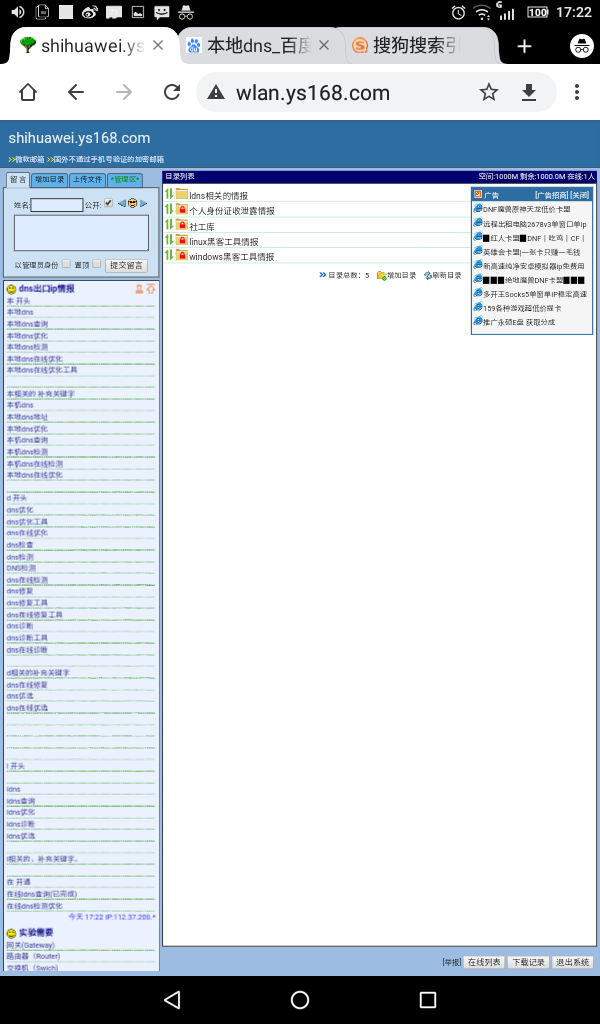 100 17:22
shihuawei.ys
本地dns_百度
搜狗搜索引
wlan.ys168.com
shihuawei.ys168.com
>>微软邮箱 >>国外不通过手机号验证的加密邮箱
留言 增加目录 上传文件 *管理区*
姓名: 公开:
以管理员身份 置顶 提交留言
dns出口ip情报
本 开头
本地dns
本地dns查询
本地dns优化
本地dns检测
本地dns在线优化
本地dns在线优化工具
本相关的 补充关键字
本机dns
本地dns地址
本地dns优化
本机dns查询
本机dns检测
本机dns在线检测
本地dns在线优化
d 开头
dns优化
dns优化工具
dns在线优化
dns检查
dns检测
DNS检测
dns在线检测
dns修复
dns修复工具
dns在线修复工具
dns诊断
dns诊断工具
dns在线诊断
d相关的补充关键字
dns在线修复
dns优选
dns在线优选
l 开头
ldns
ldns查询
ldns优化
ldns诊断
ldns优选
l相关的，补充关键字。
在 开通
在线ldns查询(已完成)
在线dns检测优化
今天 17:22 IP:112.37.200.*
实验需要
网关(Gateway)
路由器（Router)
交换机（Swich)
目录列表 空间:1000M 剩余:1000.0M 在线:1人
ldns相关的情报
个人身份证收泄露情报
社工库
linux黑客工具情报
windows黑客工具情报
目录总数：5 增加目录 刷新目录
广告 [广告招商] [关闭]
DNF魔兽原神天龙低价卡盟
远程出租电脑2678v3单窗口单ip
█红人卡盟█DNF｜吃鸡｜CF｜
英雄会卡盟|一张卡只赚一毛钱
新高速纯净安卓模拟器ip免费用
███绝地魔兽DNF卡盟███
多开王Socks5单窗单IP稳定高速
159各种游戏超低价提卡
推广永硕E盘 获取分成
[举报] 在线列表 下载记录 退出系统